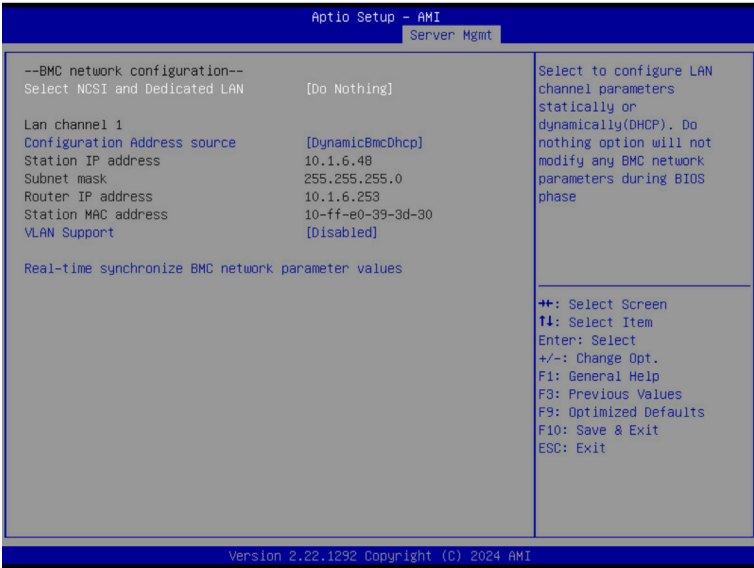 Aptio Setup – AMI
Server Mgmt
--BMC network configuration--
Select NCSI and Dedicated LAN [Do Nothing]
Lan channel 1
Configuration Address source [DynamicBmcDhcp]
Station IP address 10.1.6.48
Subnet mask 255.255.255.0
Router IP address 10.1.6.253
Station MAC address 10-ff-e0-39-3d-30
VLAN Support [Disabled]
Real-time synchronize BMC network parameter values
Select to configure LAN
channel parameters
statically or
dynamically(DHCP). Do
nothing option will not
modify any BMC network
parameters during BIOS
phase
→←: Select Screen
↑↓: Select Item
Enter: Select
+/-: Change Opt.
F1: General Help
F3: Previous Values
F9: Optimized Defaults
F10: Save & Exit
ESC: Exit
Version 2.22.1292 Copyright (C) 2024 AMI